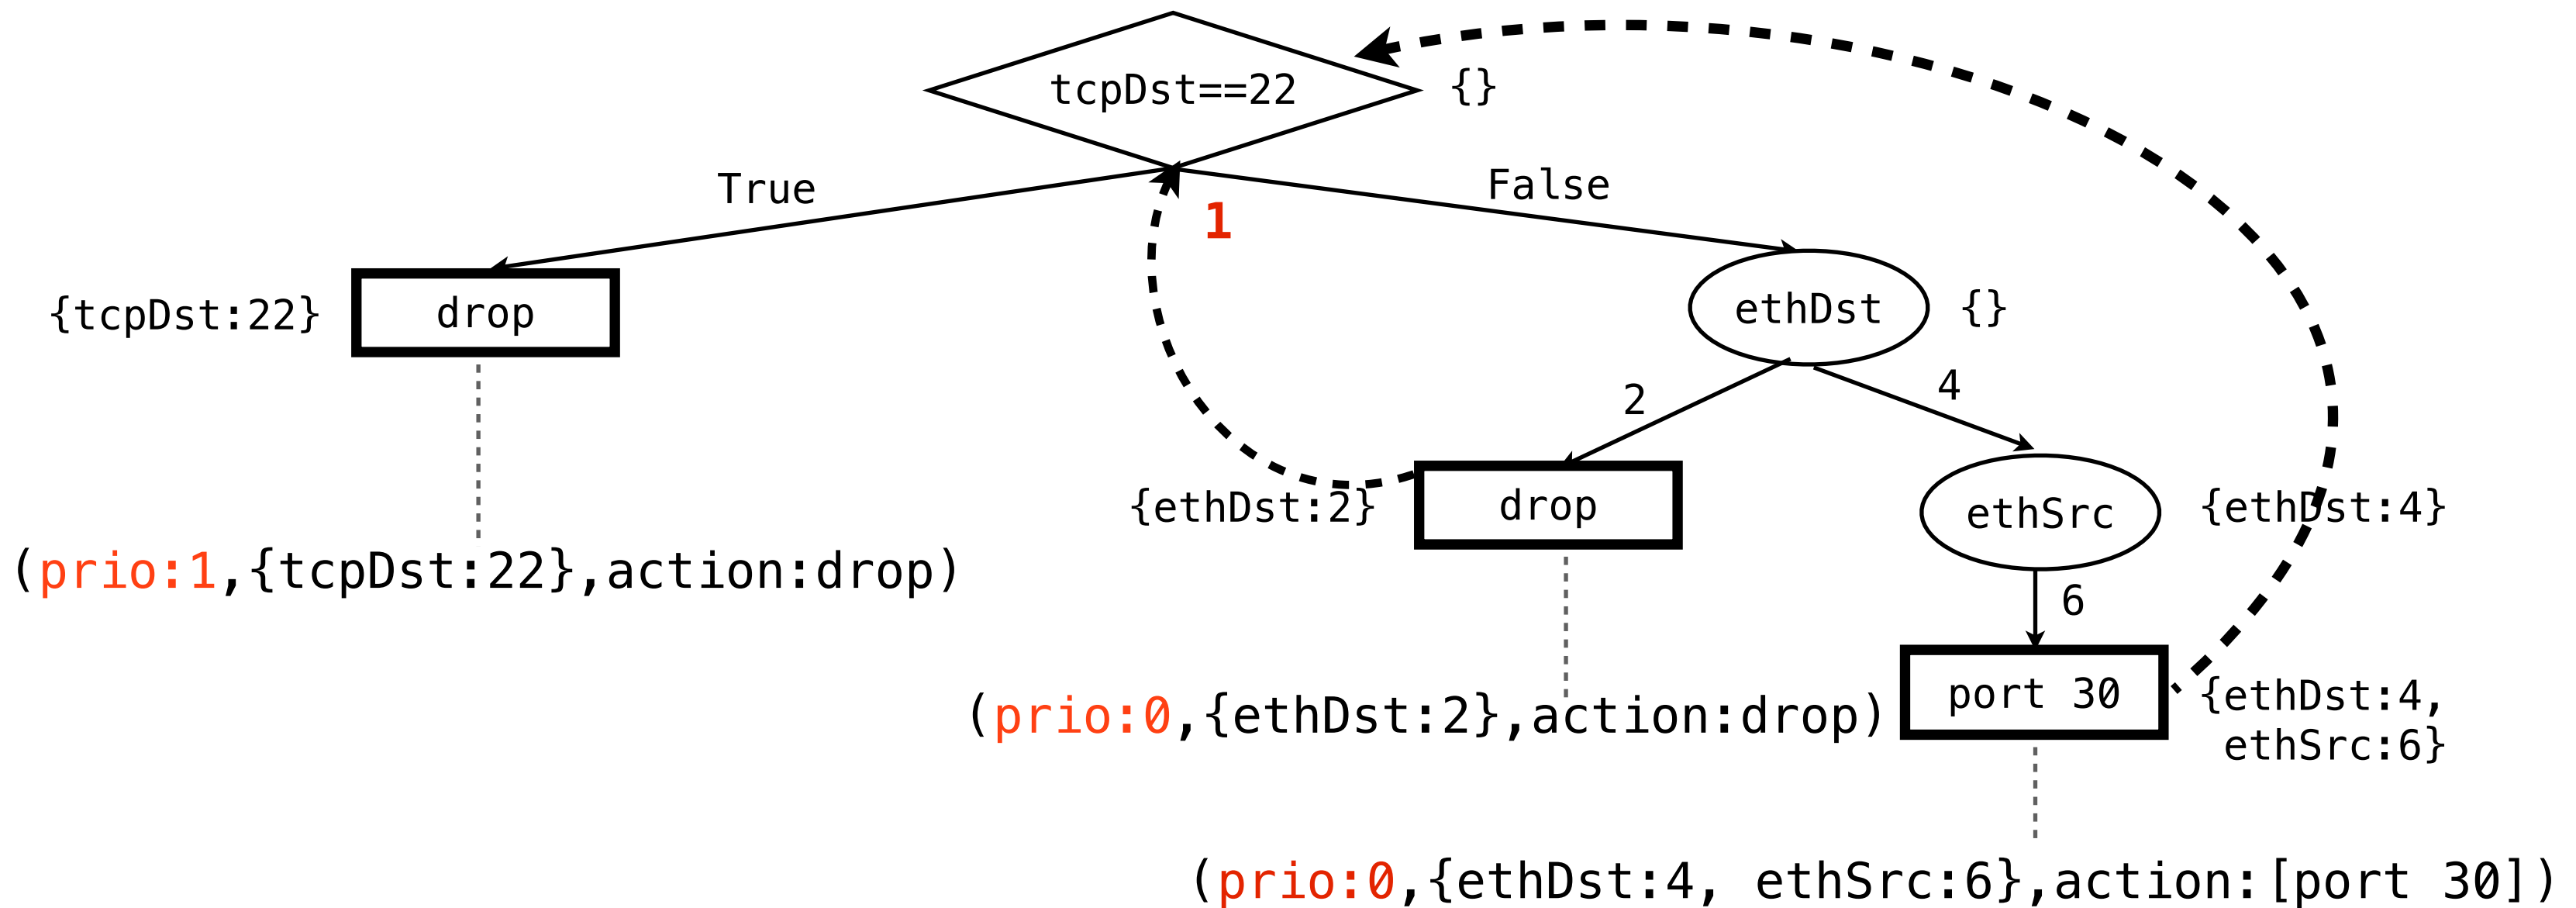 tcpDst==22
{}
True
False
1
{tcpDst:22}
drop
ethDst
{}
2
4
{ethDst:2}
drop
ethSrc
{ethDst:4}
(prio:1,{tcpDst:22},action:drop)
6
port 30
{ethDst:4,
ethSrc:6}
(prio:0,{ethDst:2},action:drop)
(prio:0,{ethDst:4, ethSrc:6},action:[port 30])